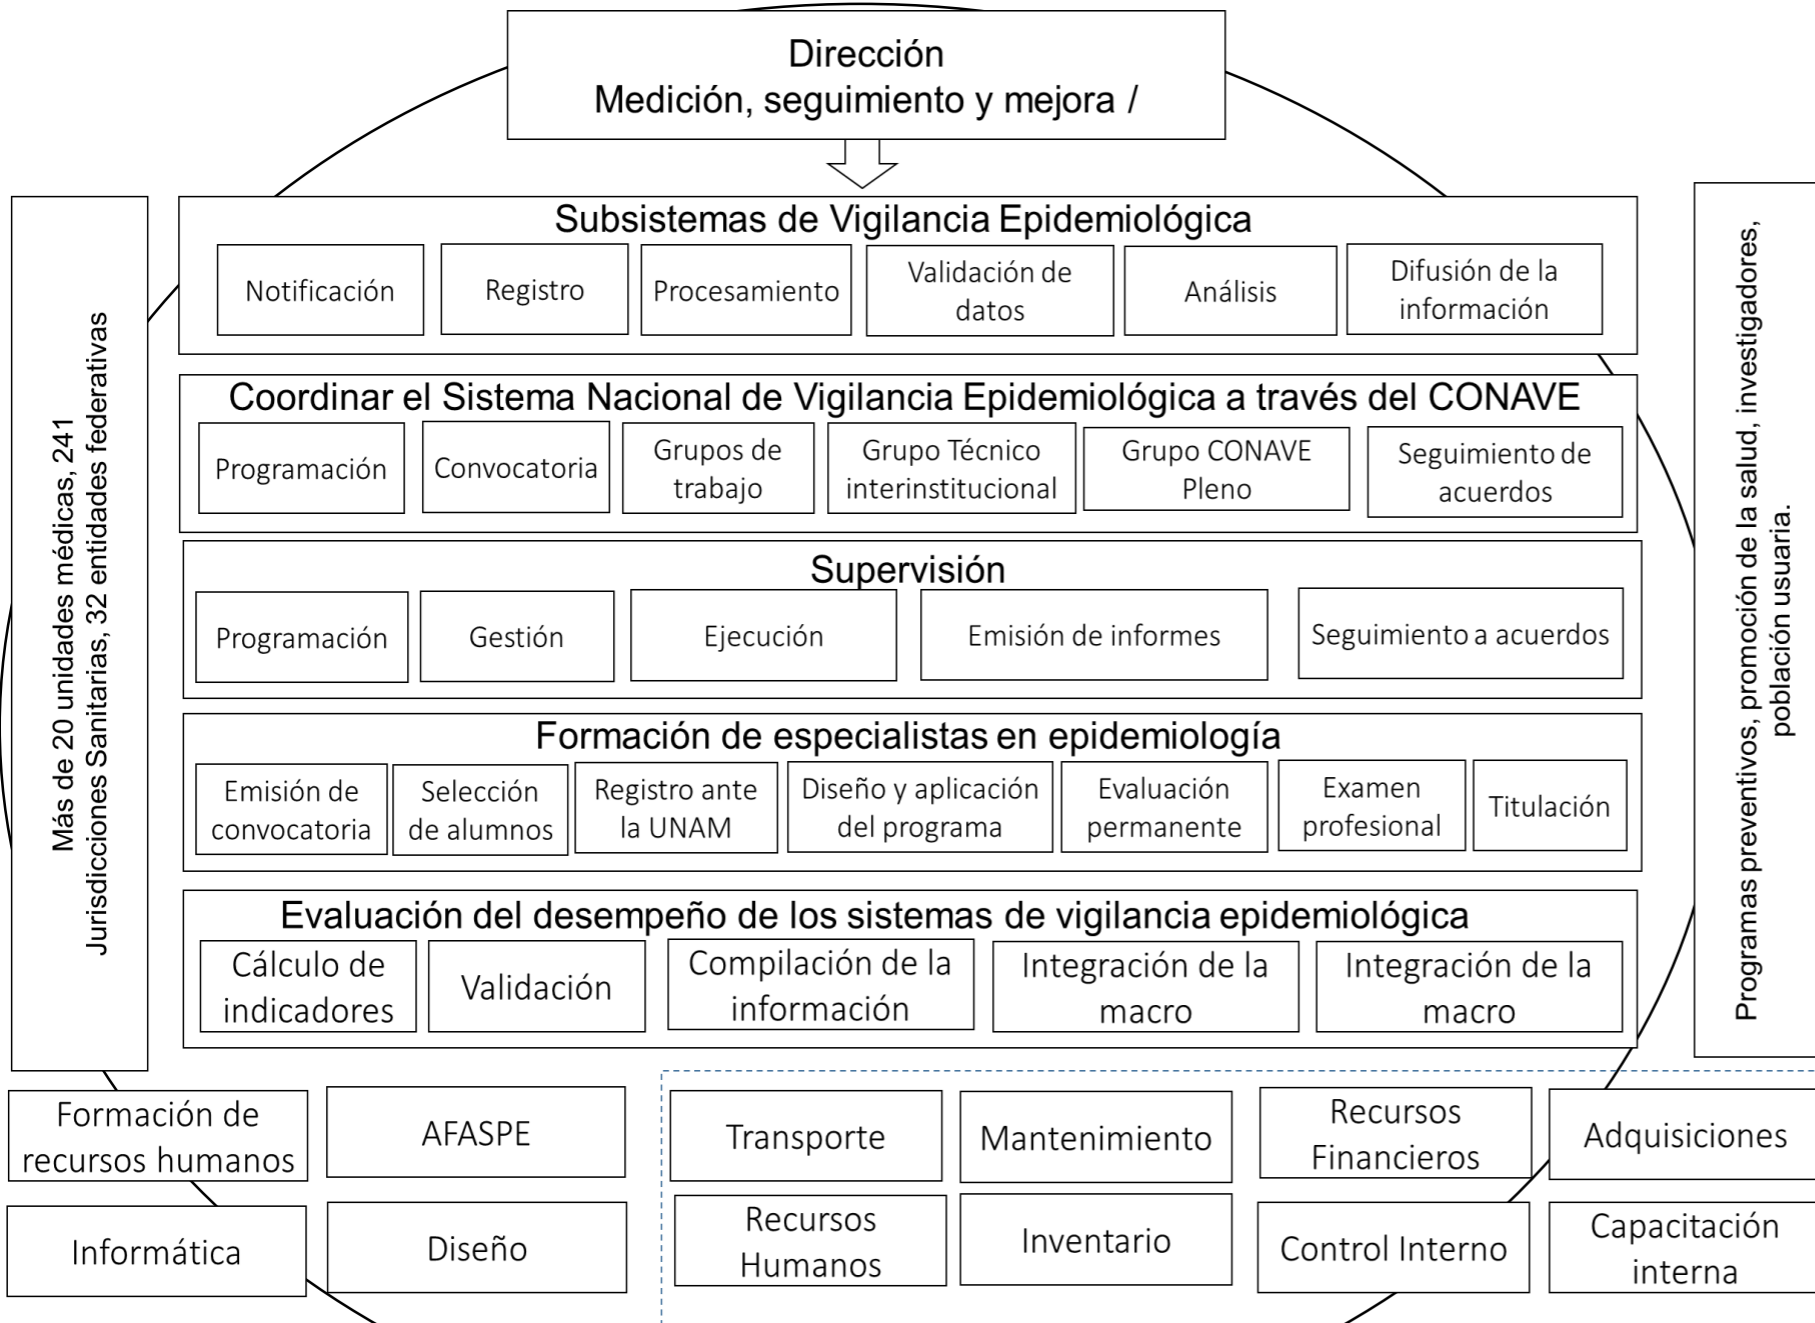 Dirección
Medición, seguimiento y mejora /
Más de 20 unidades médicas, 241
Jurisdicciones Sanitarias, 32 entidades federativas
Subsistemas de Vigilancia Epidemiológica
Notificación
Registro
Procesamiento
Validación de
datos
Análisis
Difusión de la
información
Coordinar el Sistema Nacional de Vigilancia Epidemiológica a través del CONAVE
Programación
Convocatoria
Grupos de
trabajo
Grupo Técnico
interinstitucional
Grupo CONAVE
Pleno
Seguimiento de
acuerdos
Supervisión
Programación
Gestión
Ejecución
Emisión de informes
Seguimiento a acuerdos
Formación de especialistas en epidemiología
Emisión de
convocatoria
Selección
de alumnos
Registro ante
la UNAM
Diseño y aplicación
del programa
Evaluación
permanente
Examen
profesional
Titulación
Evaluación del desempeño de los sistemas de vigilancia epidemiológica
Cálculo de
indicadores
Validación
Compilación de la
información
Integración de la
macro
Integración de la
macro
Programas preventivos, promoción de la salud, investigadores,
población usuaria.
Formación de
recursos humanos
AFASPE
Transporte
Mantenimiento
Recursos
Financieros
Adquisiciones
Informática
Diseño
Recursos
Humanos
Inventario
Control Interno
Capacitación
interna